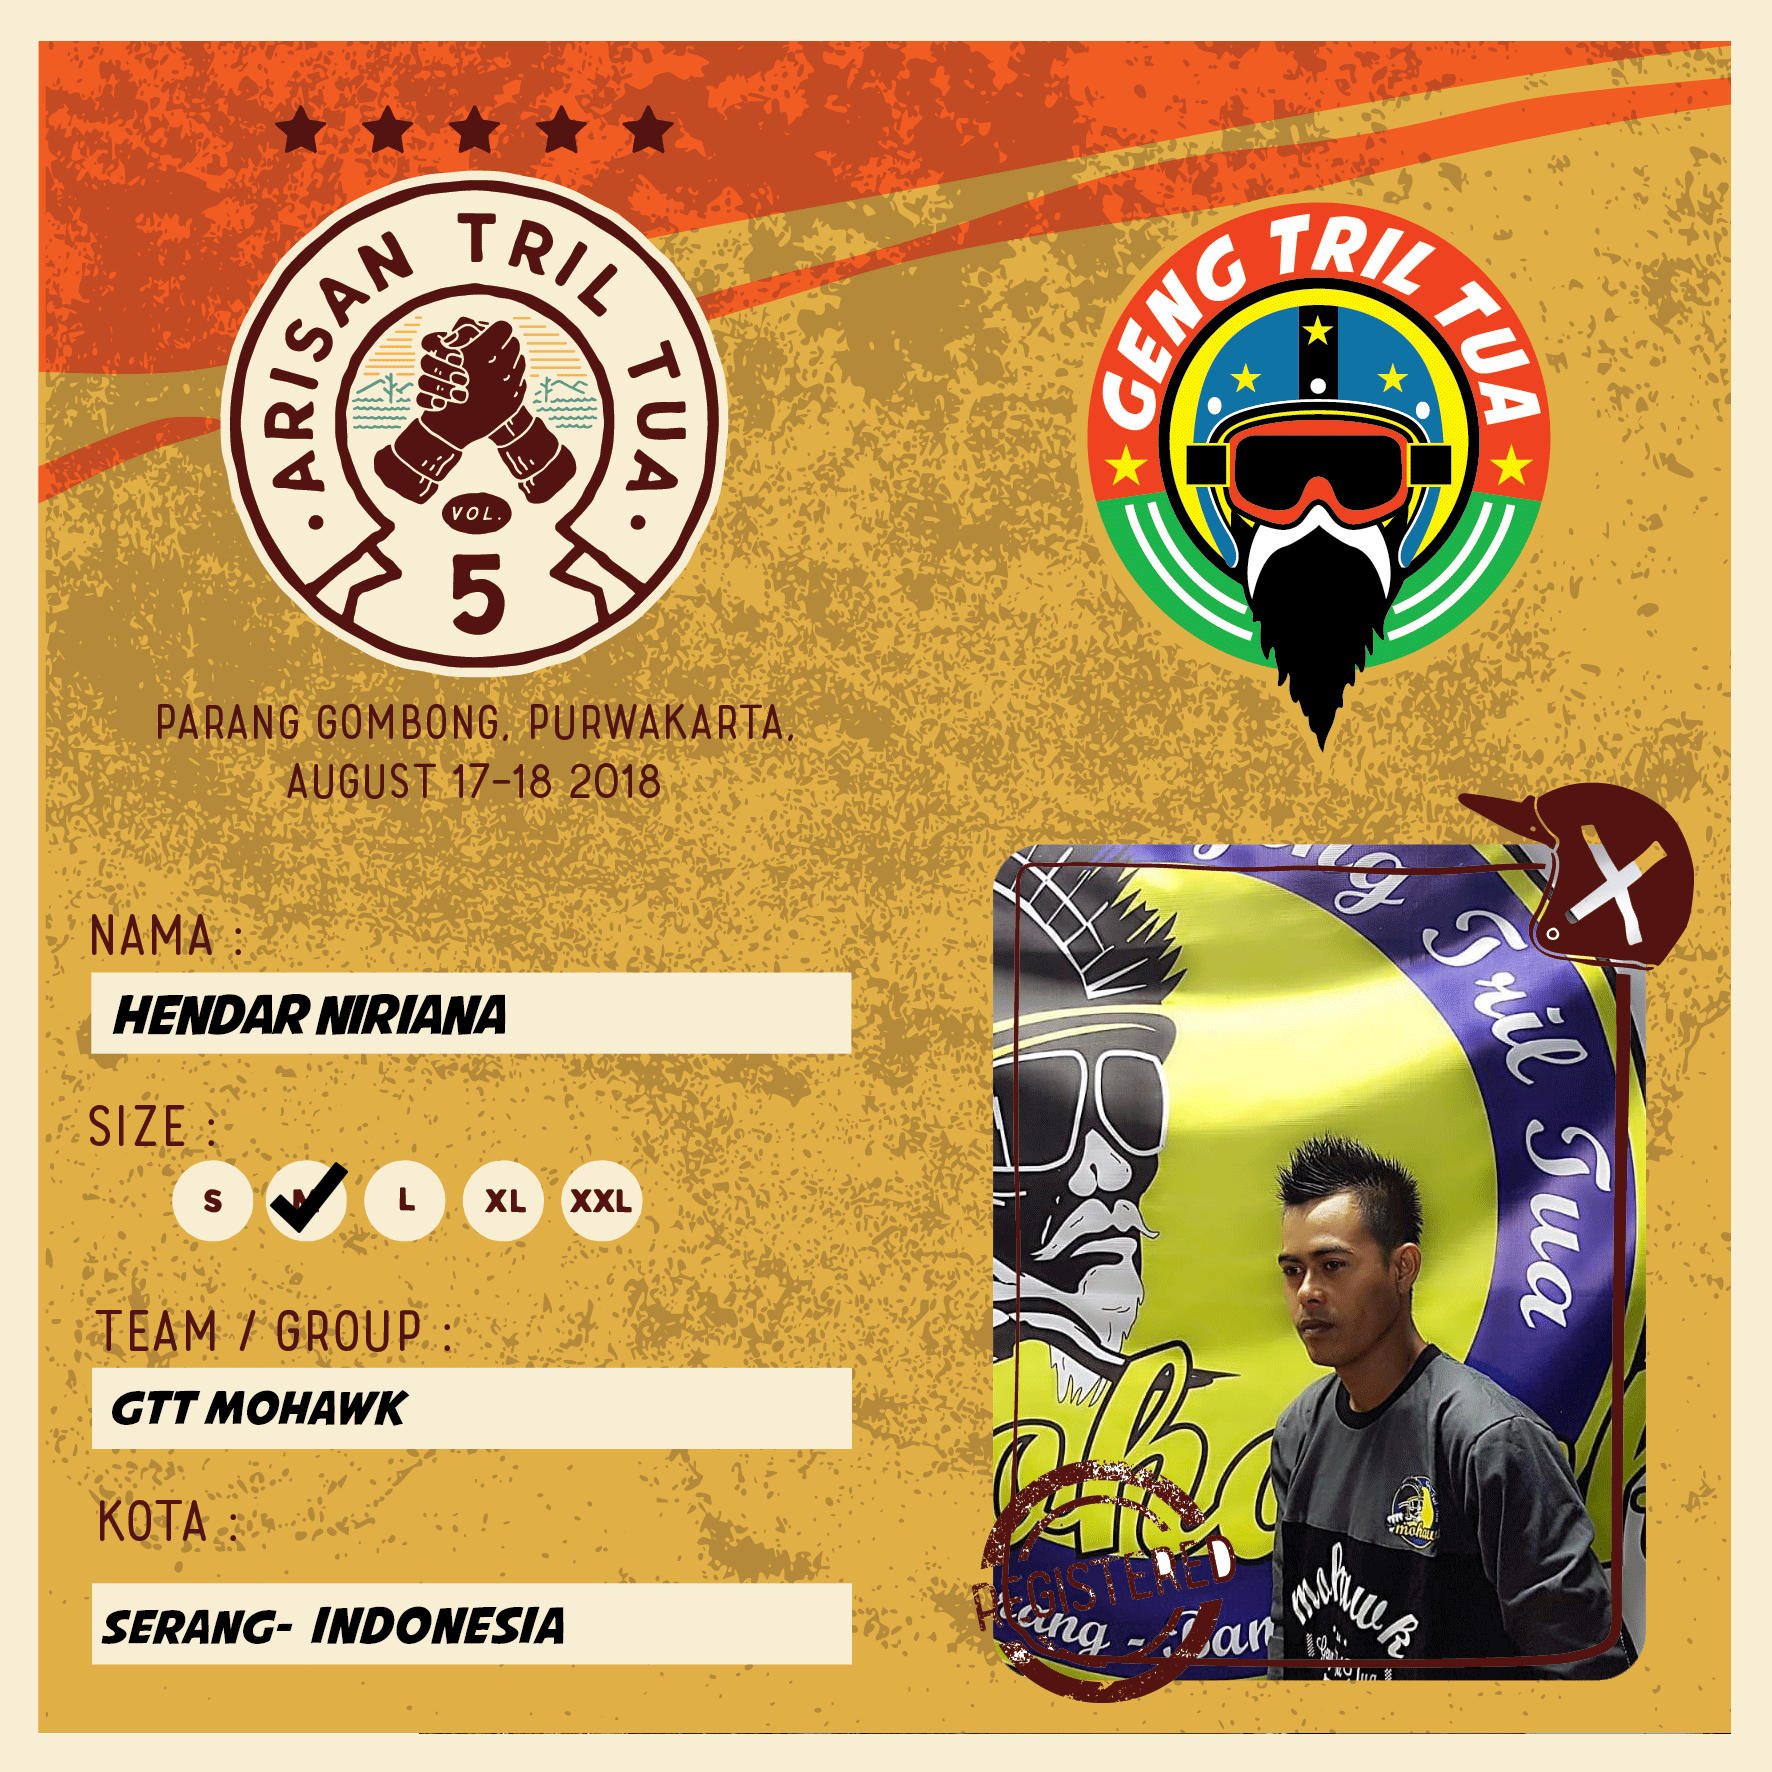 ARISAN TRIL TUA
VOL.
5
PARANG GOMBONG, PURWAKARTA,
AUGUST 17-18 2018
GENG TRIL TUA
NAMA :
HENDAR NIRIANA
SIZE :
S M L XL XXL
TEAM / GROUP :
GTT MOHAWK
KOTA :
SERANG- INDONESIA
Tril Tua
REGISTERED
mohawk